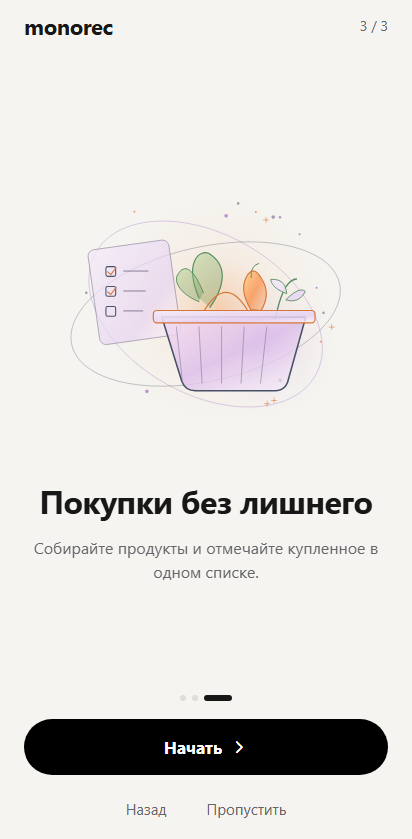 monorec
3 / 3
Покупки без лишнего
Собирайте продукты и отмечайте купленное в
одном списке.
Начать
Назад
Пропустить